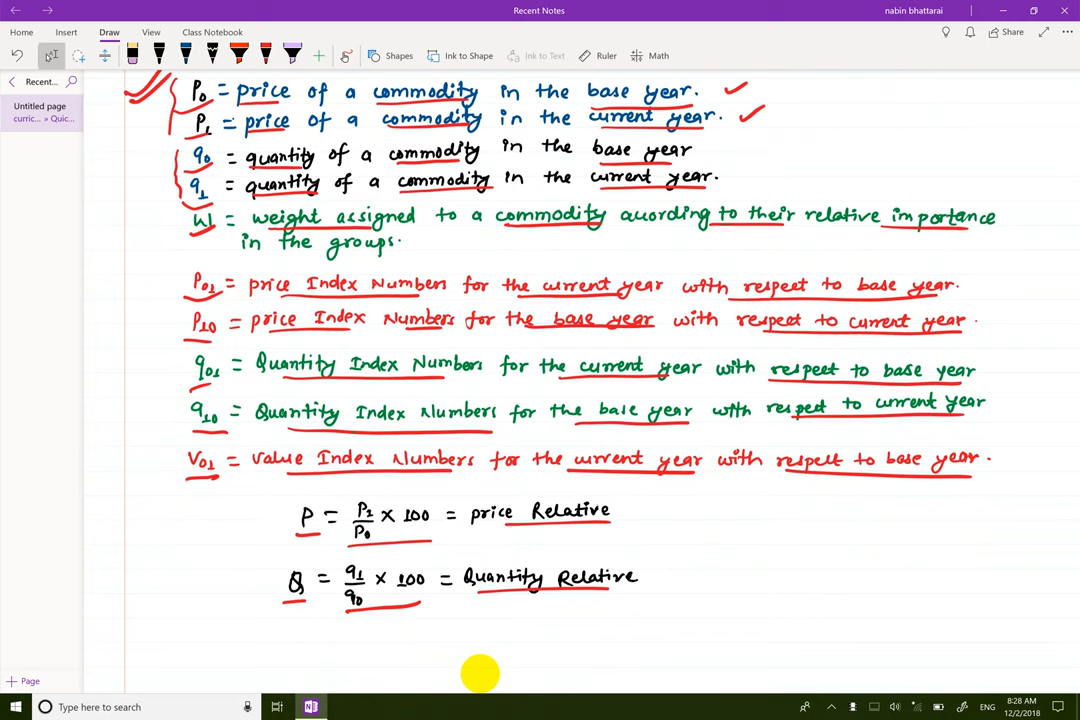 Recent Notes
nabin bhattarai
Home Insert Draw View Class Notebook
Share
Shapes Ink to Shape Ink to Text Ruler Math
Recent...
Untitled page
curric... » Quic...
P₀ = price of a commodity in the base year.
P₁ = price of a commodity in the current year.
q₀ = quantity of a commodity in the base year
q₁ = quantity of a commodity in the current year.
W = weight assigned to a commodity auording to their relative importance
in the groups.
P₀₁ = price Index Numbers for the current year with respect to base year.
P₁₀ = price Index Numbers for the base year with respect to current year.
q₀₁ = Quantity Index Numbers for the current year with respect to base year
q₁₀ = Quantity Index Numbers for the base year with respect to current year
V₀₁ = value Index Numbers for the current year with respect to base year.
P = P₁/P₀ × 100 = price Relative
Q = q₁/q₀ × 100 = Quantity Relative
+ Page
Type here to search
ENG
8:28 AM
12/2/2018